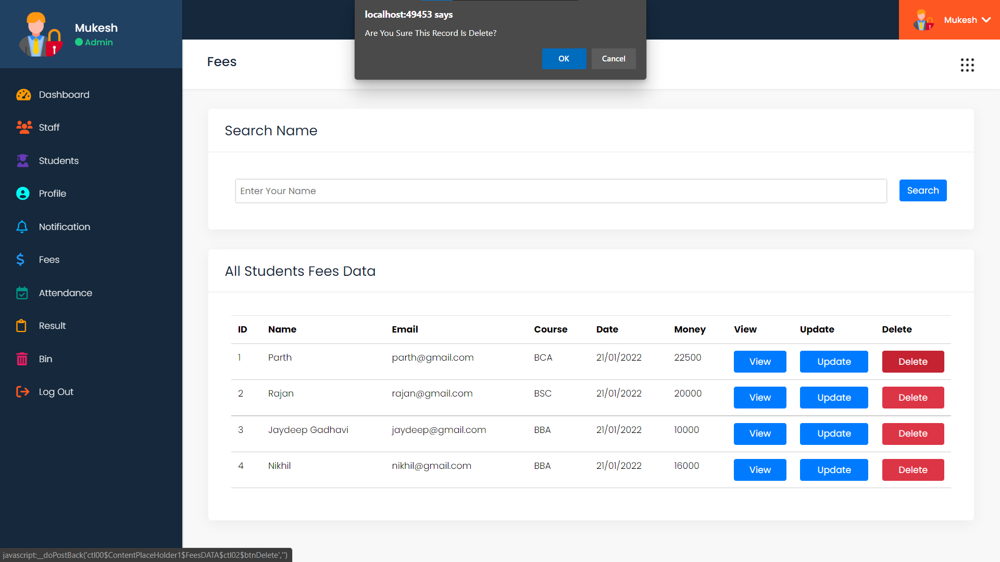 localhost:49453 says
Are You Sure This Record Is Delete?
OK Cancel
Mukesh
Admin
Mukesh
Dashboard
Staff
Students
Profile
Notification
Fees
Attendance
Result
Bin
Log Out
Fees
Search Name
Enter Your Name Search
All Students Fees Data
ID Name Email Course Date Money View Update Delete
1 Parth parth@gmail.com BCA 21/01/2022 22500 View Update Delete
2 Rajan rajan@gmail.com BSC 21/01/2022 20000 View Update Delete
3 Jaydeep Gadhavi jaydeep@gmail.com BBA 21/01/2022 10000 View Update Delete
4 Nikhil nikhil@gmail.com BBA 21/01/2022 16000 View Update Delete
javascript:__doPostBack('ctl00$ContentPlaceHolder1$FeesDATA$ctl02$btnDelete','')